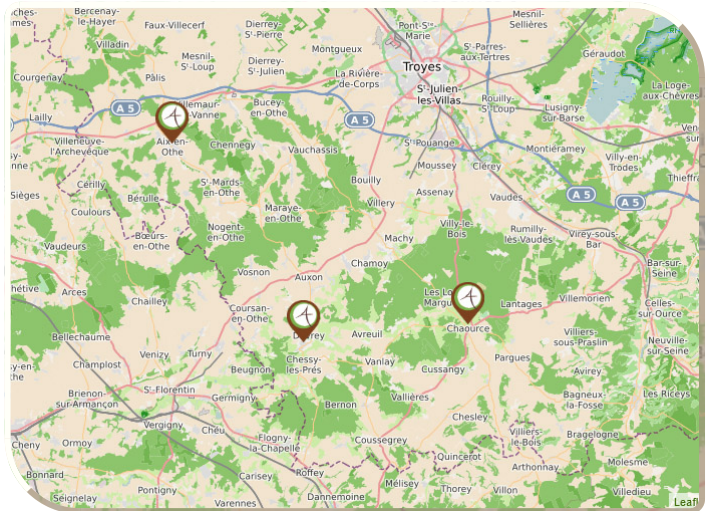 Bercenay-
le-Hayer
Faux-Villecerf
Dierrey-
St-Pierre
Pont-Ste
Marie
Mesnil-
Sellières
Villadin
Mesnil-
St-Loup
Montgueux
St-Parres-
aux-Tertres
Géraudot
Courgenay
Pâlis
Dierrey-
St-Julien
La Rivière-
de-Corps
Troyes
La Loge-
aux-Chèvres
St-Julien-
les-Villas
A 5
Bucey-
en-Othe
Rouilly-
St-Loup
Lusigny-
sur-Barse
Lailly
A 5
Villeneuve-
l'Archevêque
Aix-en-
Othe
Chennegy
Vauchassis
Moussey
Clérey
Montiéramey
Villy-en-
Trodes
Cérilly
St-Mards-
en-Othe
Bouilly
Assenay
Sièges
Bérulle
Vaudes
A 5
A 5
Coulours
Maraye-
en-Othe
Villery
Nogent-
en-Othe
Villy-le-
Bois
Rumilly-
lès-Vaudes
Virey-sous-
Bar
Vaudeurs
Bœurs-
en-Othe
Machy
Vosnon
Auxon
Chamoy
Bar-sur-
Seine
Arces
Chailley
Coursan-
en-Othe
Lantages
Villemorien
Celles-
sur-Ource
Bellechaume
Avreuil
Chaource
Villiers-
sous-Praslin
Neuville-
sur-Seine
Venizy
Turny
Chessy-
les-Prés
Vanlay
Pargues
Champlost
Beugnon
Cussangy
Avirey
Brienon-
sur-Armançon
St-Florentin
Germigny
Bernon
Vallières
Bagneux-
la-Fosse
Les Riceys
Chesley
Vergigny
Chéu
Flogny-
la-Chapelle
Coussegrey
Villiers-
le-Bois
Bragelogne
Cheny
Ormoy
Quincerot
Arthonnay
Molesme
Bonnard
Carisey
Roffey
Mélisey
Thorey
Villon
Villedieu
Seignelay
Pontigny
Varennes
Dannemoine
Leafl